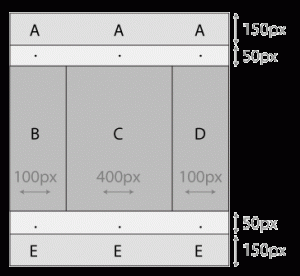 A A A 150px
. . . 50px
B C D
100px 400px 100px
. . . 50px
E E E 150px